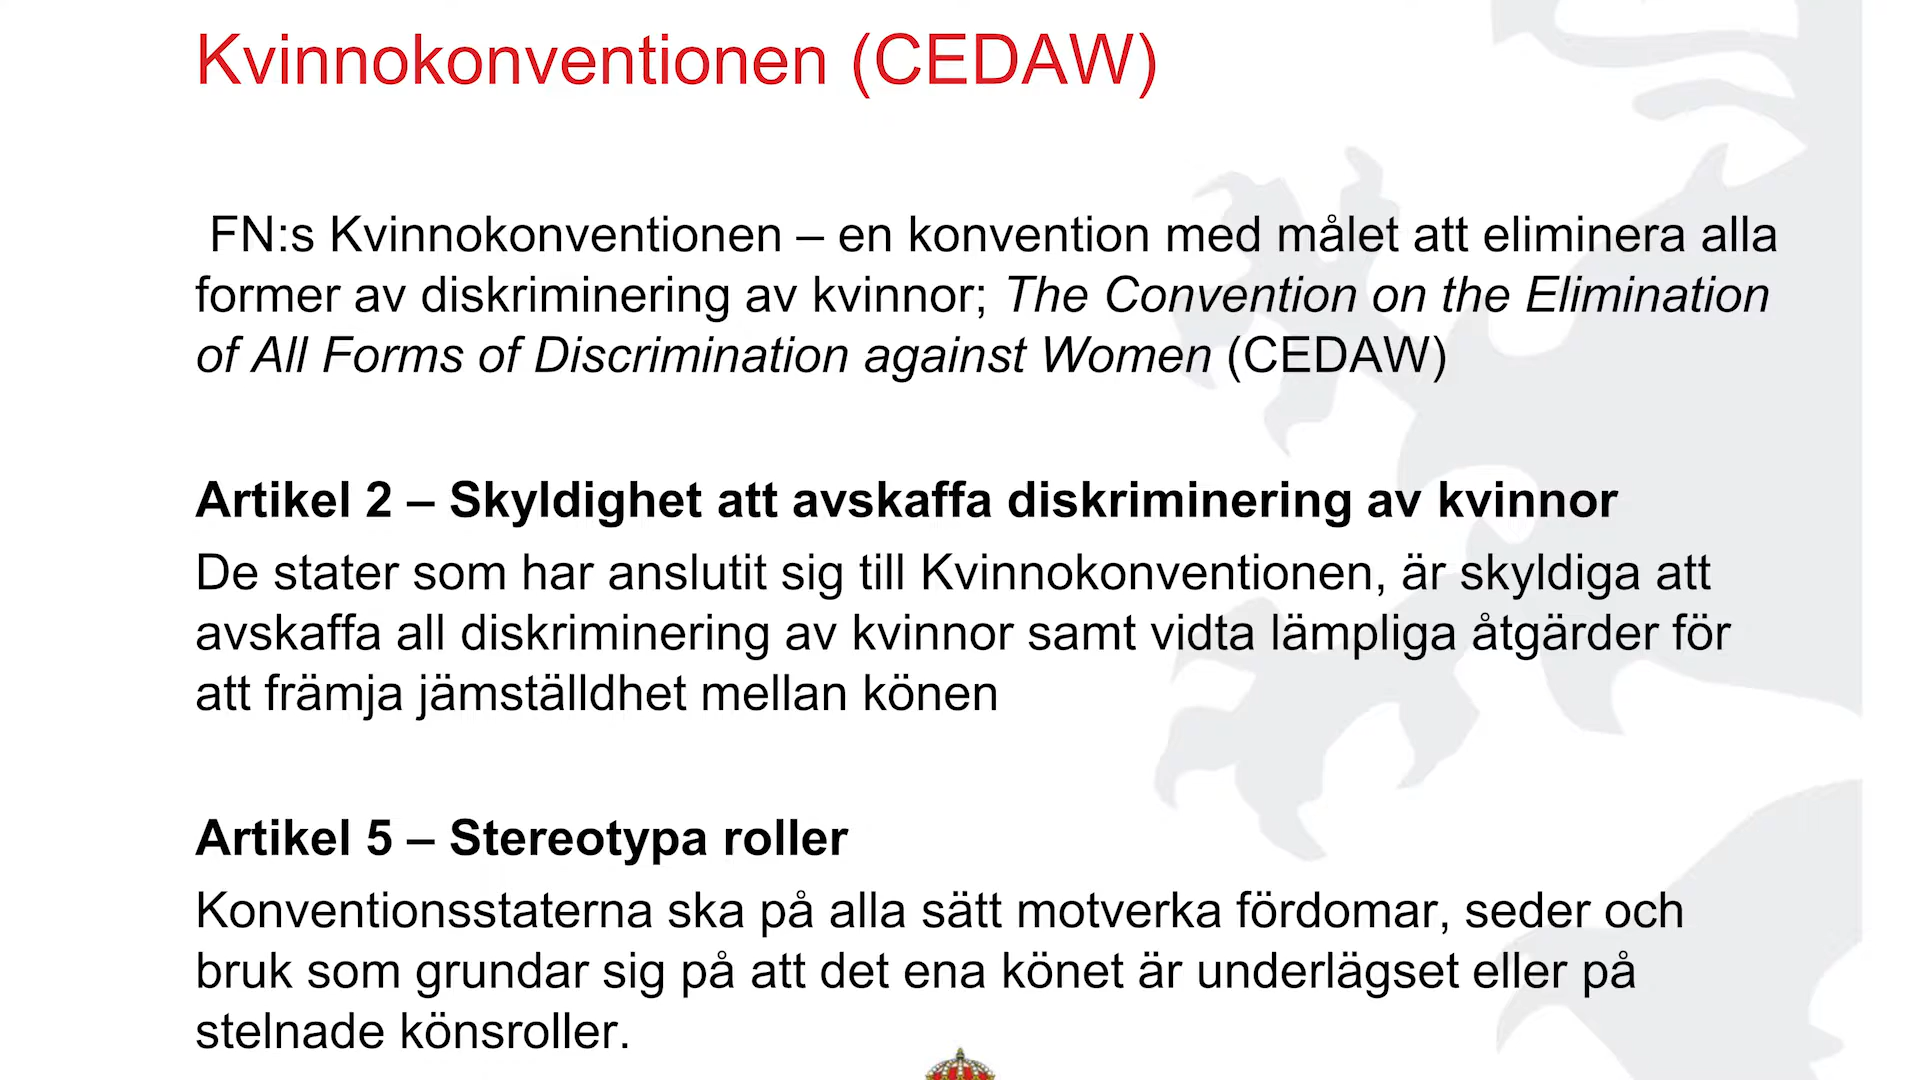 Kvinnokonventionen (CEDAW)
FN:s Kvinnokonventionen – en konvention med målet att eliminera alla
former av diskriminering av kvinnor; The Convention on the Elimination
of All Forms of Discrimination against Women (CEDAW)
Artikel 2 – Skyldighet att avskaffa diskriminering av kvinnor
De stater som har anslutit sig till Kvinnokonventionen, är skyldiga att
avskaffa all diskriminering av kvinnor samt vidta lämpliga åtgärder för
att främja jämställdhet mellan könen
Artikel 5 – Stereotypa roller
Konventionsstaterna ska på alla sätt motverka fördomar, seder och
bruk som grundar sig på att det ena könet är underlägset eller på
stelnade könsroller.